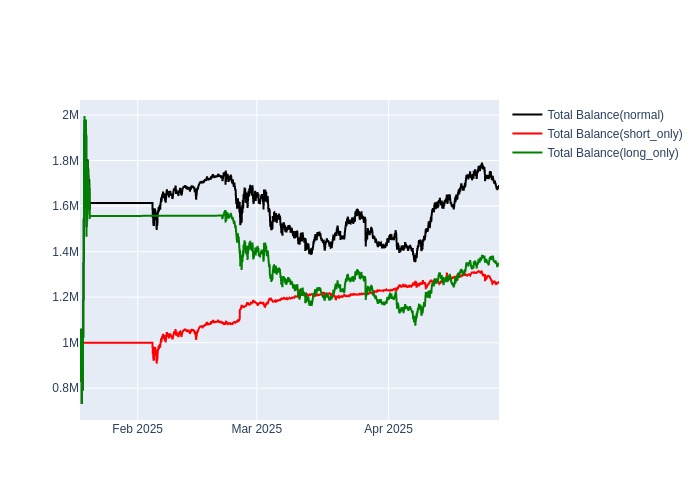 2M
1.8M
1.6M
1.4M
1.2M
1M
0.8M
Feb 2025
Mar 2025
Apr 2025
Total Balance(normal)
Total Balance(short_only)
Total Balance(long_only)